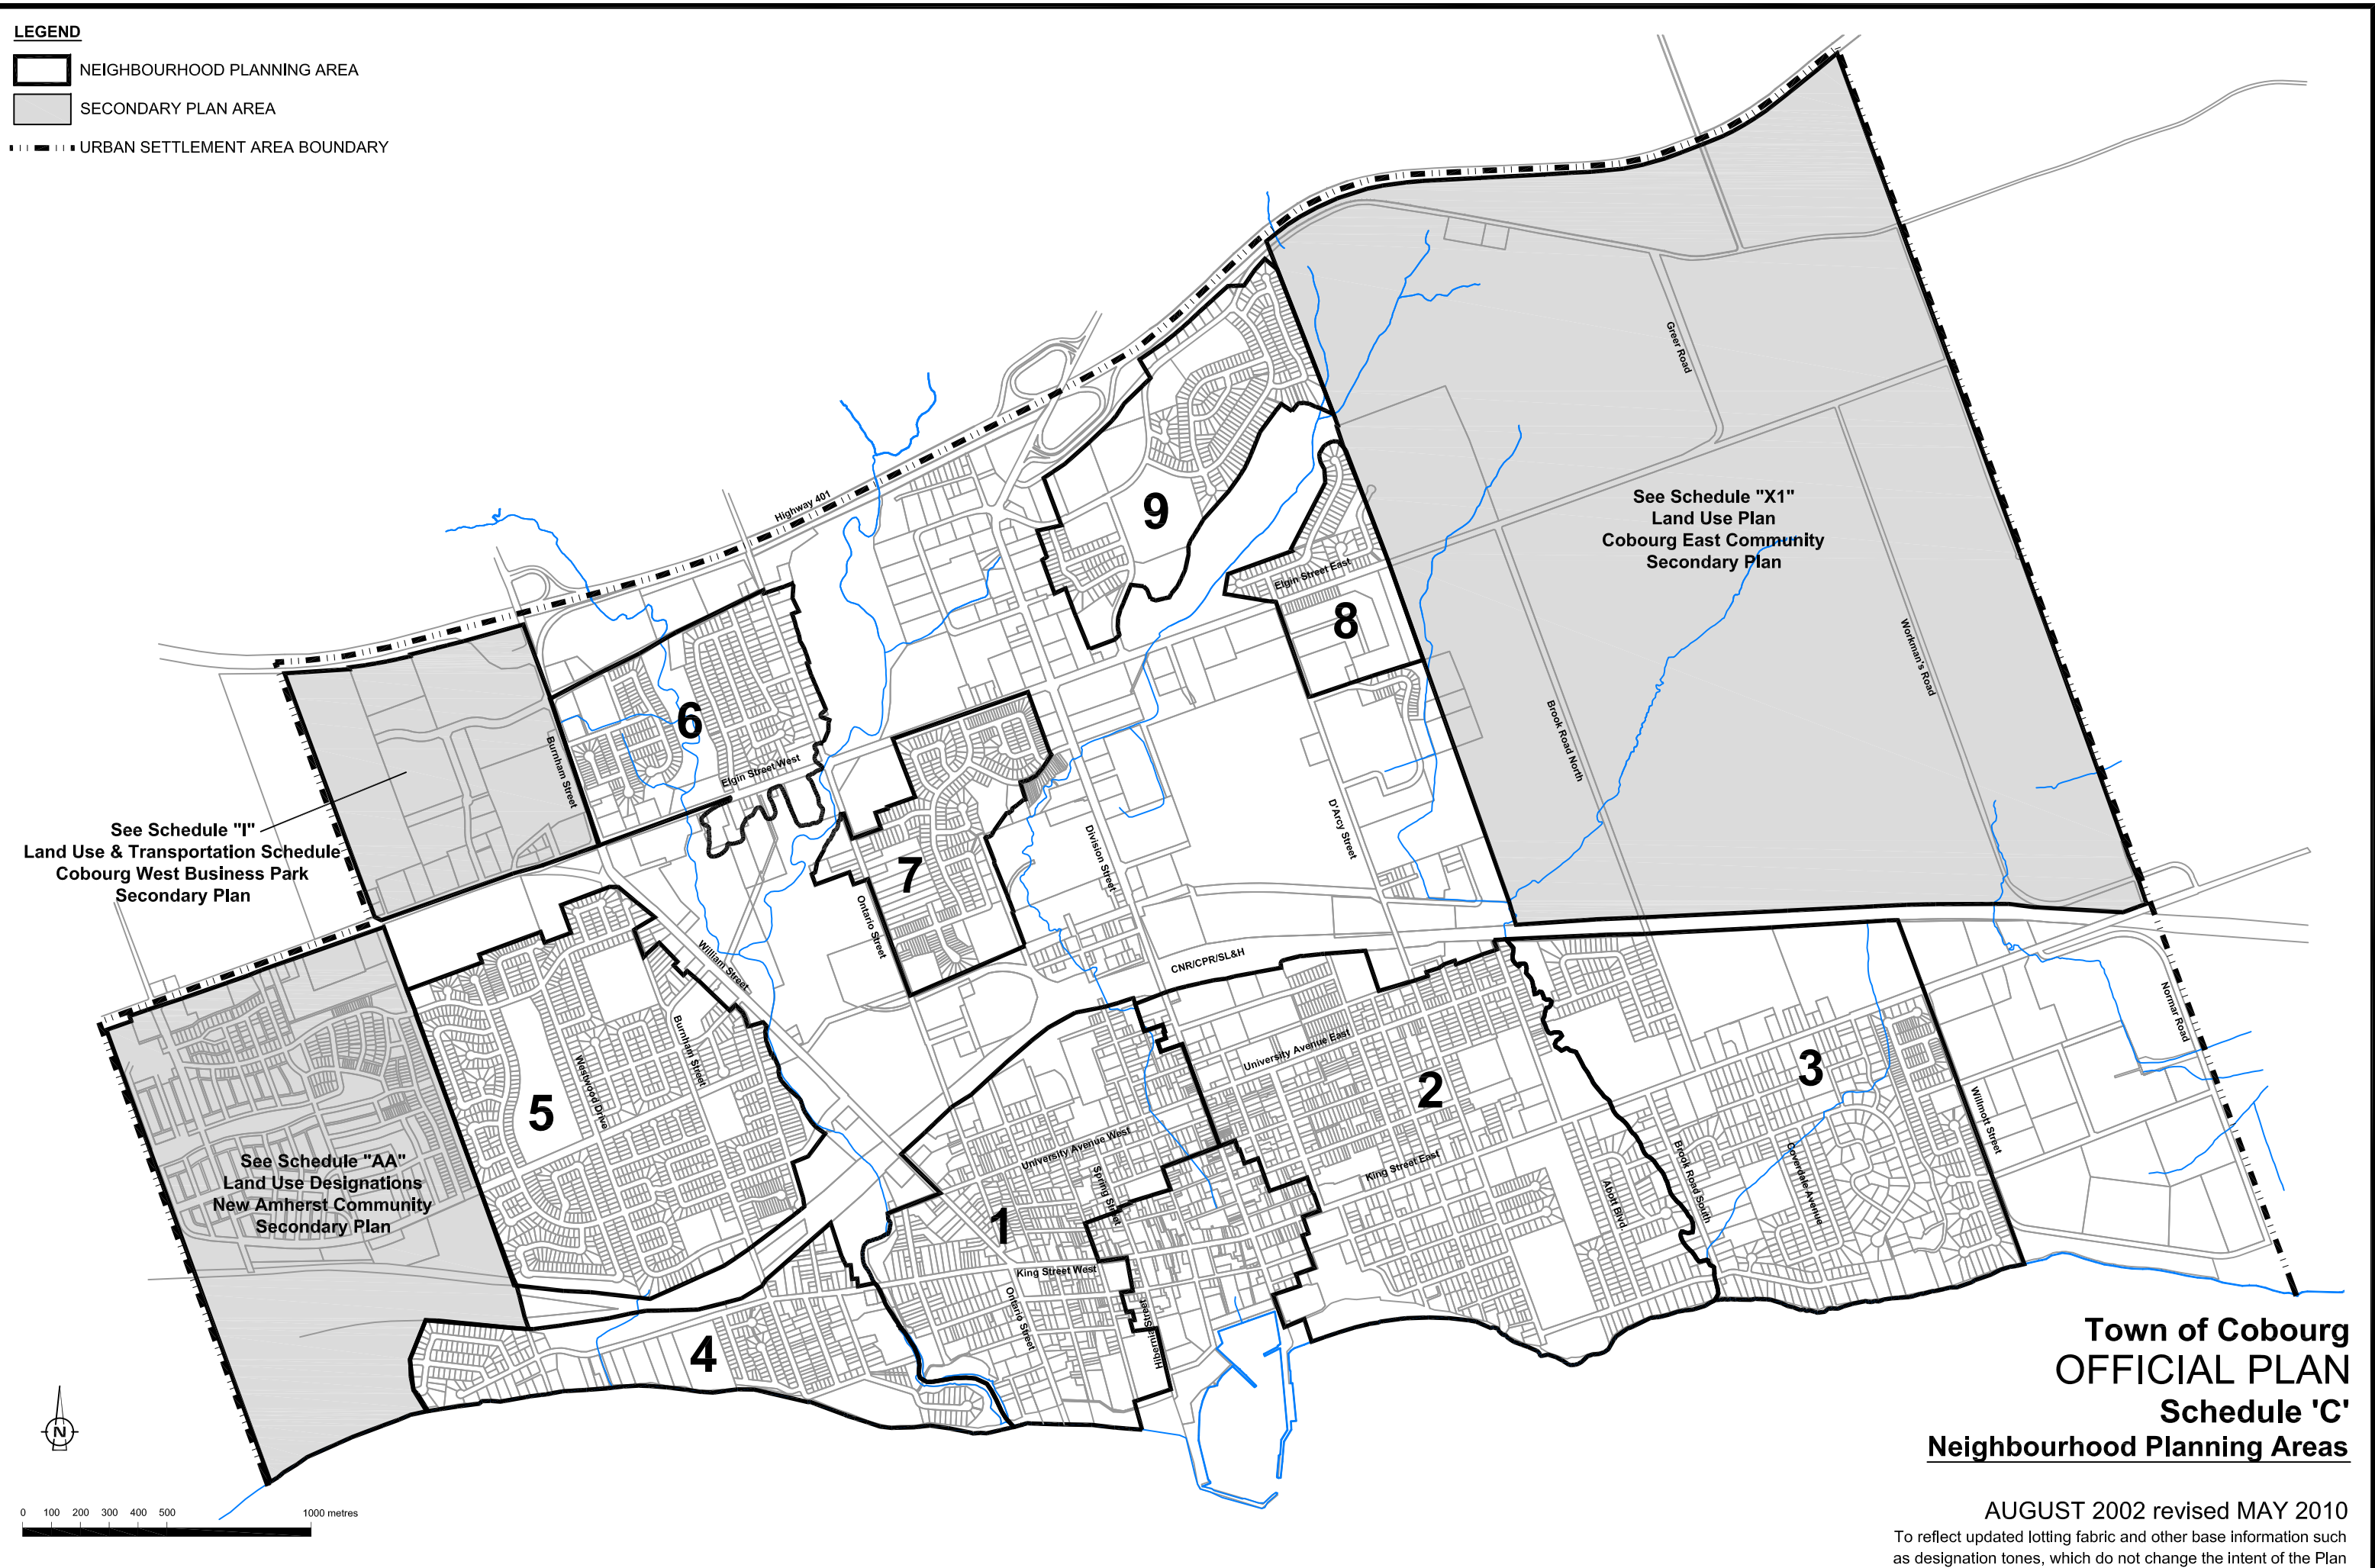 LEGEND
NEIGHBOURHOOD PLANNING AREA
SECONDARY PLAN AREA
URBAN SETTLEMENT AREA BOUNDARY
Highway 401
Greer Road
See Schedule "X1"
Land Use Plan
Cobourg East Community
Secondary Plan
9
Elgin Street East
8
Workman's Road
Brook Road North
6
Burnham Street
Elgin Street West
See Schedule "I"
Land Use & Transportation Schedule
Cobourg West Business Park
Secondary Plan
7
Ontario Street
Division Street
D'Arcy Street
William Street
CNR/CPR/SL&H
Normar Road
Burnham Street
Westwood Drive
5
University Avenue East
2
3
Willmott Street
See Schedule "AA"
Land Use Designations
New Amherst Community
Secondary Plan
University Avenue West
Spring Street
King Street East
Abott Blvd.
Brook Road South
Coverdale Avenue
1
King Street West
Ontario Street
Hibernia Street
4
N
0 100 200 300 400 500 1000 metres
Town of Cobourg
OFFICIAL PLAN
Schedule 'C'
Neighbourhood Planning Areas
AUGUST 2002 revised MAY 2010
To reflect updated lotting fabric and other base information such
as designation tones, which do not change the intent of the Plan